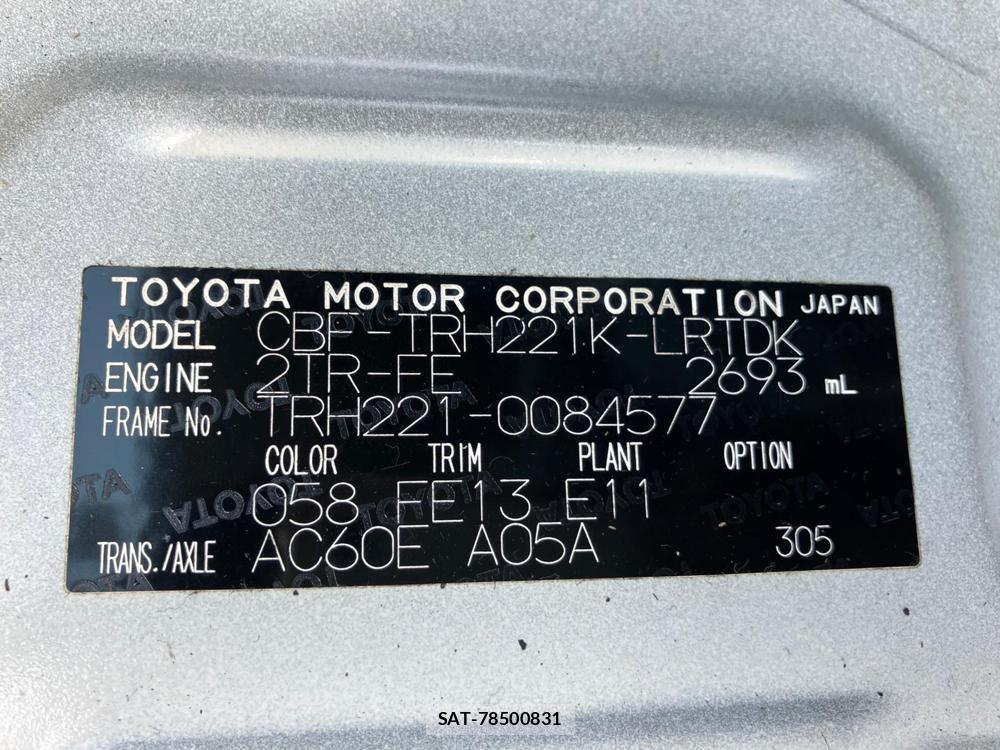 TOYOTA MOTOR CORPORATION JAPAN
MODEL CBF-TRH221K-LRTDK
ENGINE 2TR-FE 2693 mL
FRAME No. TRH221-0084577
COLOR TRIM PLANT OPTION
058 FE13 E11
TRANS./AXLE AC60E A05A 305
SAT-78500831